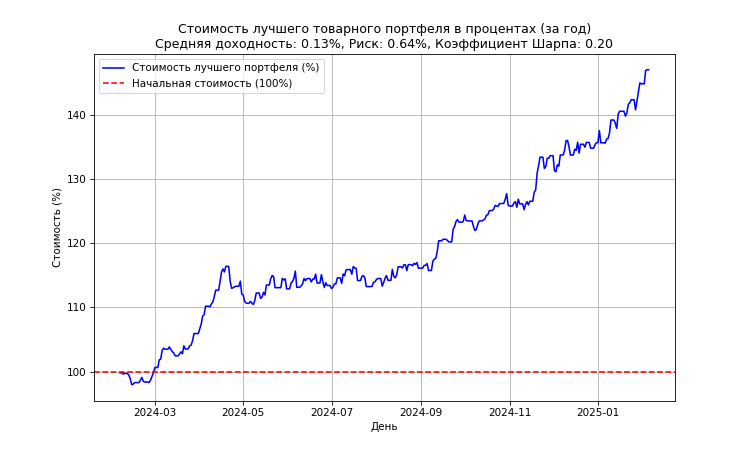 Стоимость лучшего товарного портфеля в процентах (за год)
Средняя доходность: 0.13%, Риск: 0.64%, Коэффициент Шарпа: 0.20
Стоимость лучшего портфеля (%)
Начальная стоимость (100%)
Стоимость (%)
140
130
120
110
100
2024-03 2024-05 2024-07 2024-09 2024-11 2025-01
День